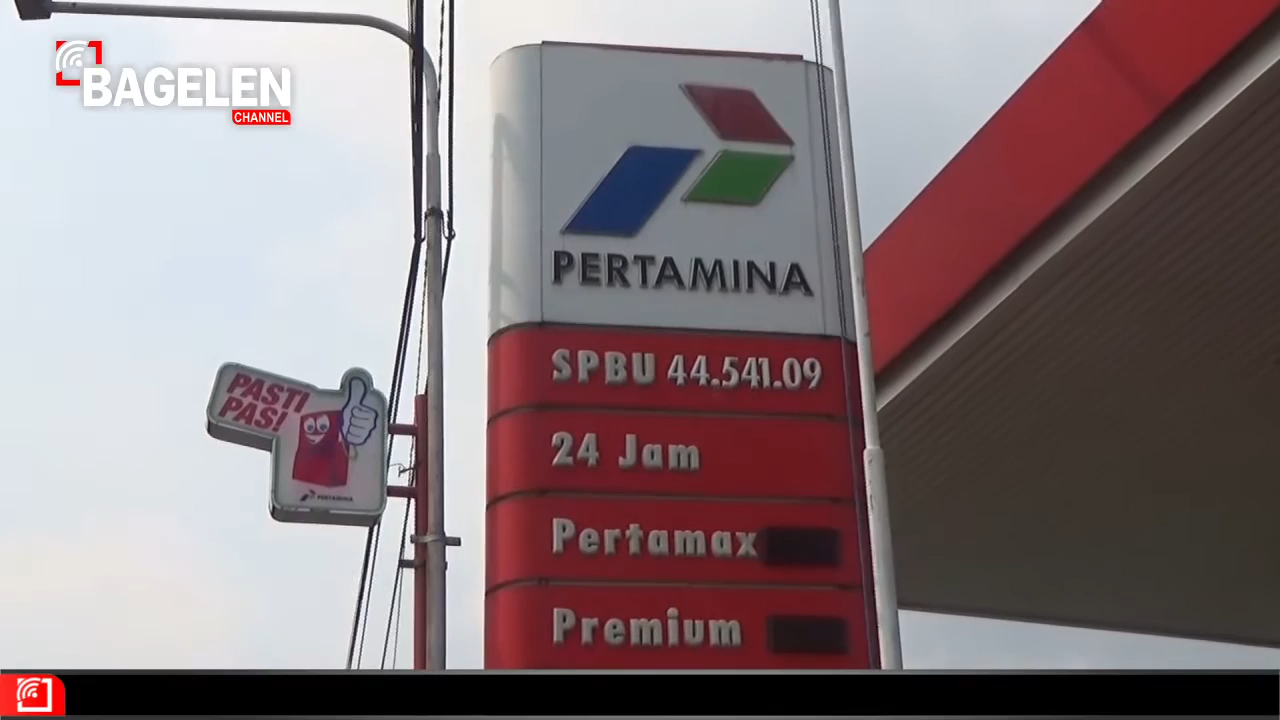 BAGELEN
CHANNEL
PERTAMINA
SPBU 44.541.09
24 Jam
Pertamax
Premium
PASTI
PAS!
PERTAMINA